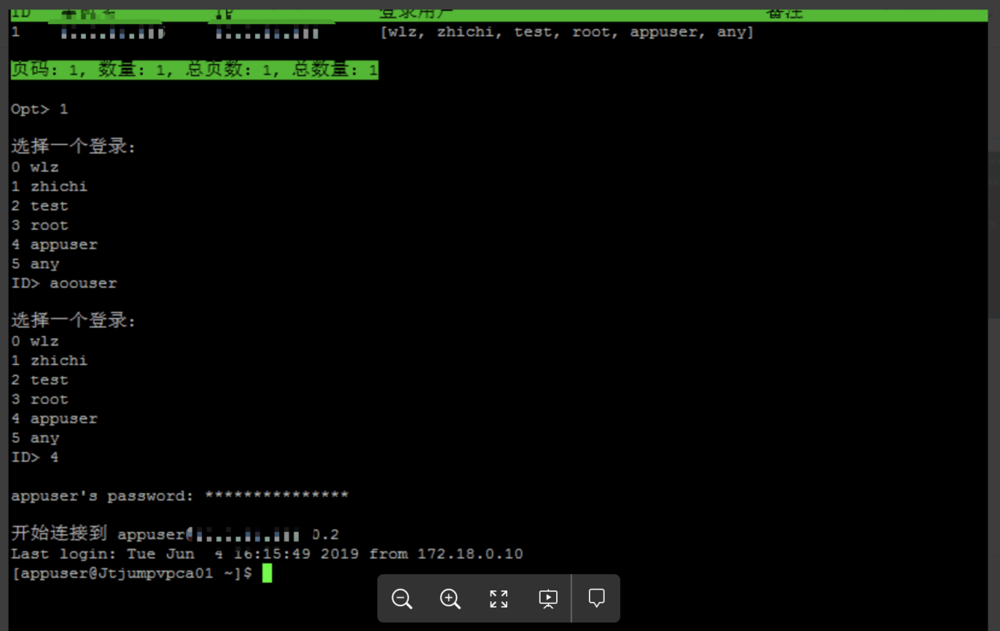 ID IP 登录用户 备注
1 [wlz, zhichi, test, root, appuser, any]
页码: 1, 数量: 1, 总页数: 1, 总数量: 1
Opt> 1
选择一个登录:
0 wlz
1 zhichi
2 test
3 root
4 appuser
5 any
ID> aoouser
选择一个登录:
0 wlz
1 zhichi
2 test
3 root
4 appuser
5 any
ID> 4
appuser's password: ***************
开始连接到 appuser@ 0.2
Last login: Tue Jun 4 16:15:49 2019 from 172.18.0.10
[appuser@Jtjumpvpca01 ~]$